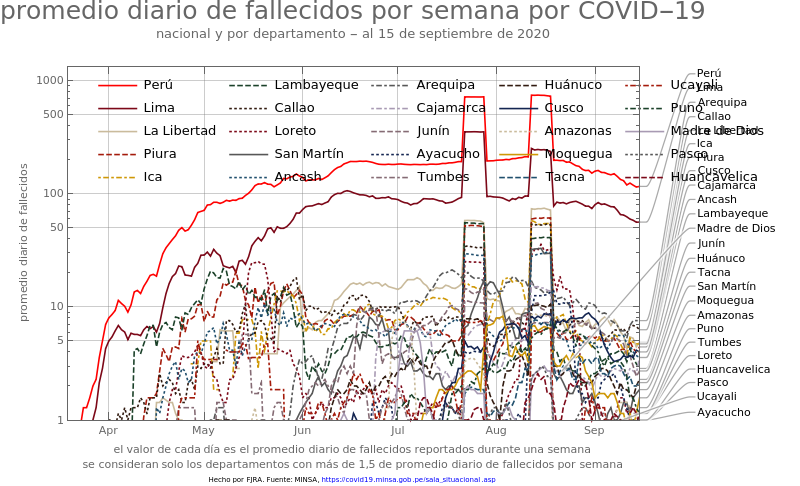 promedio diario de fallecidos por semana por COVID−19
nacional y por departamento − al 15 de septiembre de 2020
promedio diario de fallecidos
1000
500
100
50
10
5
1
Perú Lambayeque Arequipa Huánuco Ucayali
Lima Callao Cajamarca Cusco Puno
La Libertad Loreto Junín Amazonas Madre de Dios
Piura San Martín Ayacucho Moquegua Pasco
Ica Ancash Tumbes Tacna Huancavelica
Perú
Lima
Arequipa
Callao
La Libertad
Ica
Piura
Cusco
Cajamarca
Ancash
Lambayeque
Madre de Dios
Junín
Huánuco
Tacna
San Martín
Moquegua
Amazonas
Puno
Tumbes
Loreto
Huancavelica
Pasco
Ucayali
Ayacucho
Apr May Jun Jul Aug Sep
el valor de cada día es el promedio diario de fallecidos reportados durante una semana
se consideran solo los departamentos con más de 1,5 de promedio diario de fallecidos por semana
Hecho por FJRA. Fuente: MINSA, https://covid19.minsa.gob.pe/sala_situacional.asp